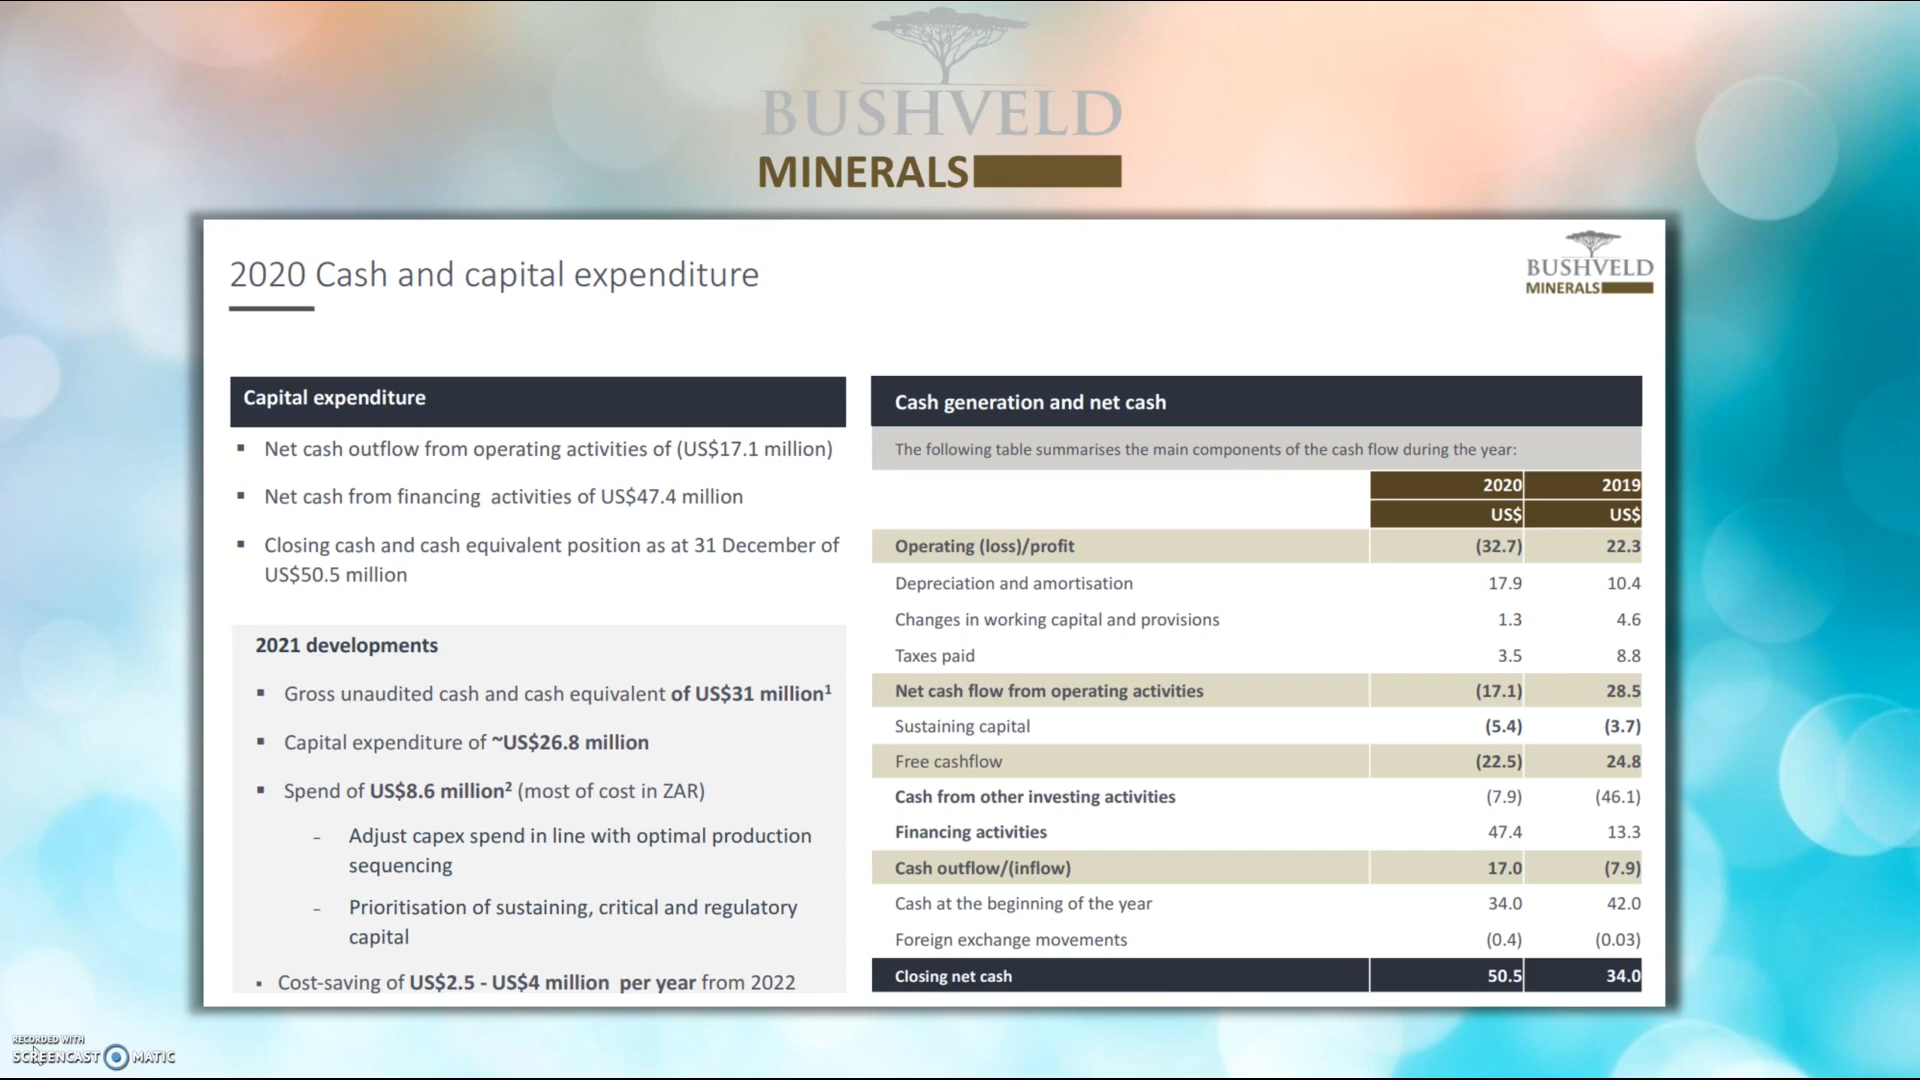 BUSHVELD
MINERALS
2020 Cash and capital expenditure
BUSHVELD
MINERALS
Capital expenditure
▪ Net cash outflow from operating activities of (US$17.1 million)
▪ Net cash from financing activities of US$47.4 million
▪ Closing cash and cash equivalent position as at 31 December of
US$50.5 million
2021 developments
▪ Gross unaudited cash and cash equivalent of US$31 million¹
▪ Capital expenditure of ~US$26.8 million
▪ Spend of US$8.6 million² (most of cost in ZAR)
- Adjust capex spend in line with optimal production
sequencing
- Prioritisation of sustaining, critical and regulatory
capital
▪ Cost-saving of US$2.5 - US$4 million per year from 2022
Cash generation and net cash
The following table summarises the main components of the cash flow during the year:
2020 2019
US$ US$
Operating (loss)/profit (32.7) 22.3
Depreciation and amortisation 17.9 10.4
Changes in working capital and provisions 1.3 4.6
Taxes paid 3.5 8.8
Net cash flow from operating activities (17.1) 28.5
Sustaining capital (5.4) (3.7)
Free cashflow (22.5) 24.8
Cash from other investing activities (7.9) (46.1)
Financing activities 47.4 13.3
Cash outflow/(inflow) 17.0 (7.9)
Cash at the beginning of the year 34.0 42.0
Foreign exchange movements (0.4) (0.03)
Closing net cash 50.5 34.0
RECORDED WITH
SCREENCAST MATIC